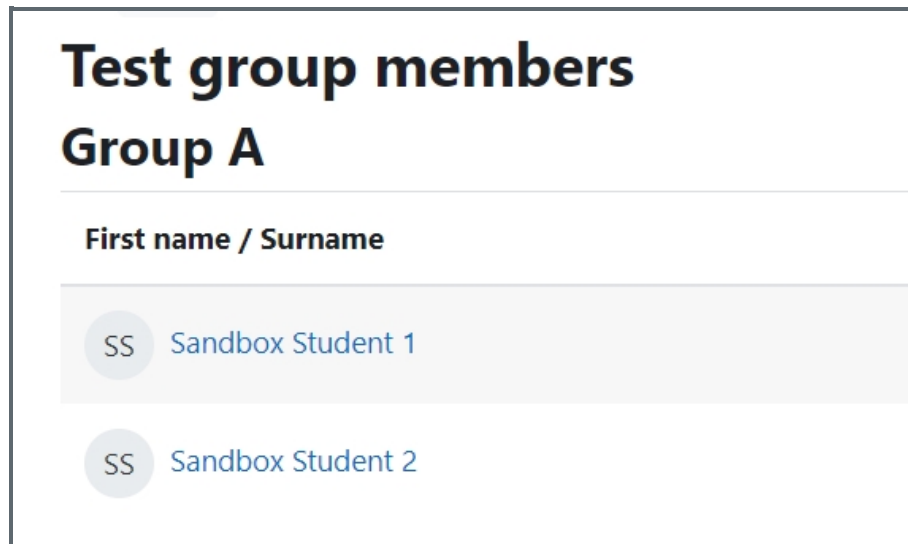 Test group members
Group A
First name / Surname
SS Sandbox Student 1
SS Sandbox Student 2